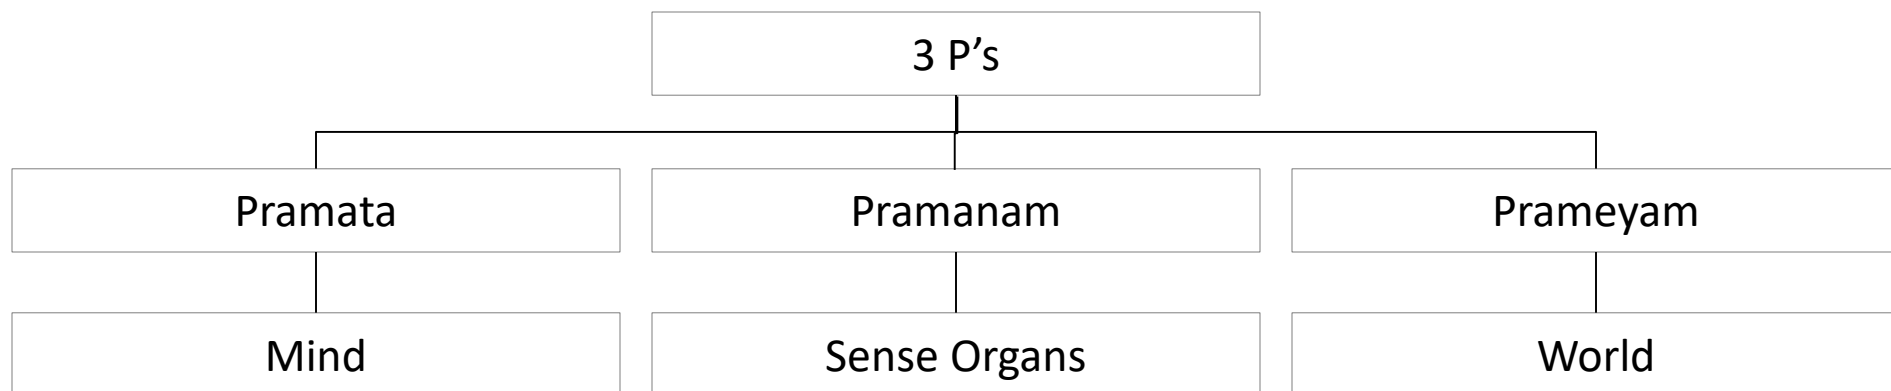 3 P’s
Pramata
Pramanam
Prameyam
Mind
Sense Organs
World